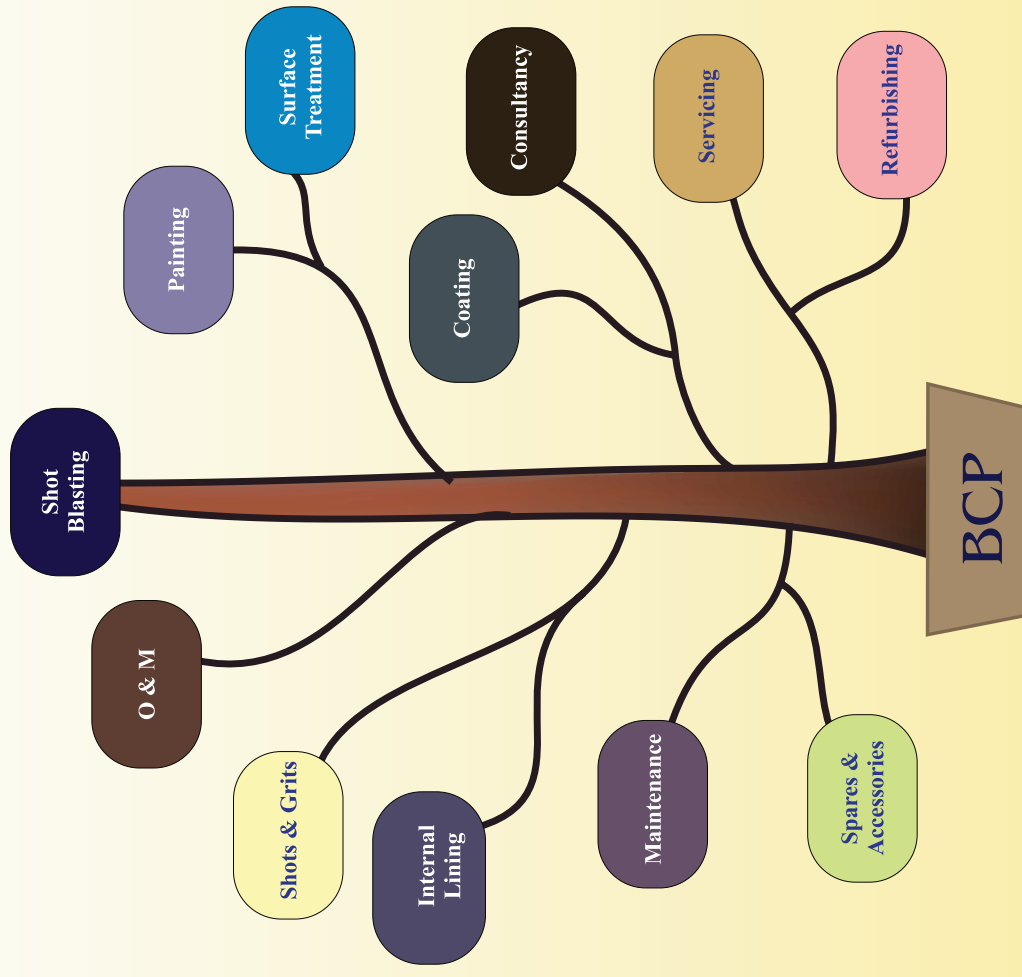 Shot
Blasting
Painting
Surface
Treatment
O & M
Coating
Consultancy
Shots & Grits
Internal
Lining
Servicing
Refurbishing
Maintenance
Spares &
Accessories
BCP